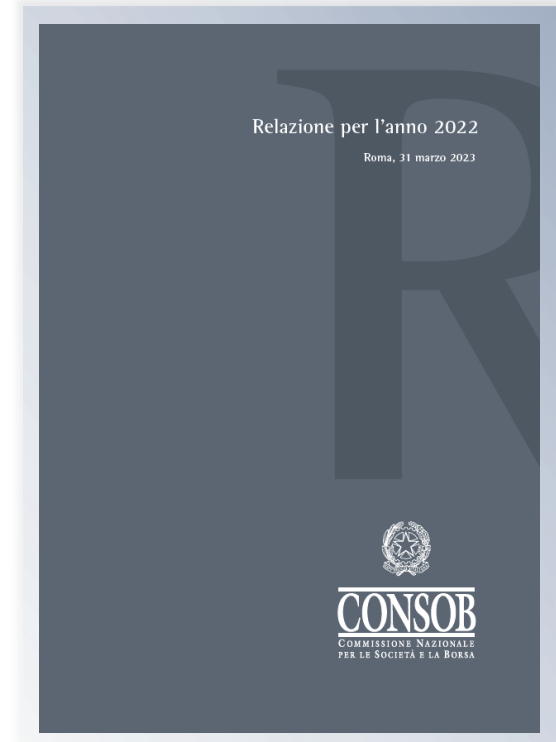 Relazione per l'anno 2022
Roma, 31 marzo 2023
CONSOB
COMMISSIONE NAZIONALE
PER LE SOCIETÀ E LA BORSA